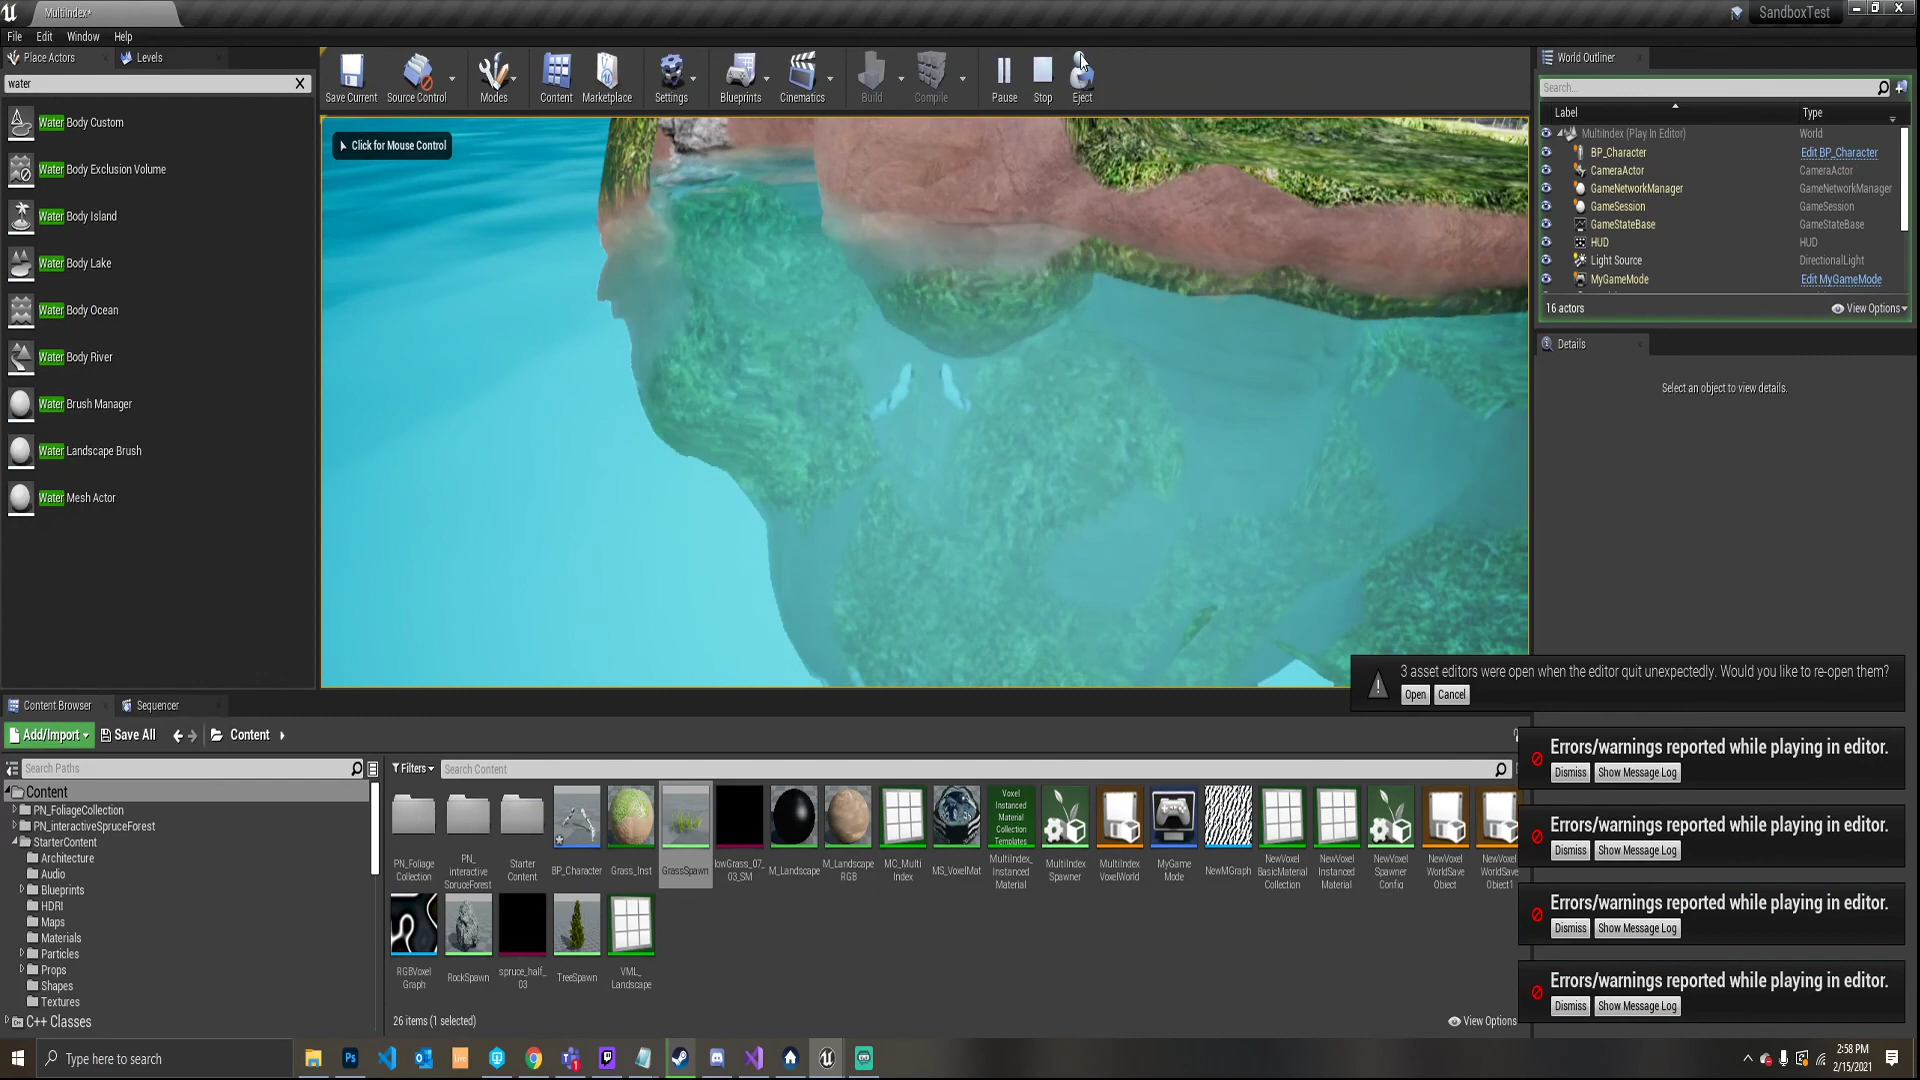 MultiIndex*
SandboxTest
File Edit Window Help
Place Actors
Levels
water
X
Water Body Custom
Water Body Exclusion Volume
Water Body Island
Water Body Lake
Water Body Ocean
Water Body River
Water Brush Manager
Water Landscape Brush
Water Mesh Actor
Save Current Source Control Modes Content Marketplace Settings Blueprints Cinematics Build Compile Pause Stop Eject
Click for Mouse Control
World Outliner
Search...
Label Type
MultiIndex (Play In Editor) World
BP_Character Edit BP_Character
CameraActor CameraActor
GameNetworkManager GameNetworkManager
GameSession GameSession
GameStateBase GameStateBase
HUD HUD
Light Source DirectionalLight
MyGameMode Edit MyGameMode
16 actors View Options
Details
Select an object to view details.
3 asset editors were open when the editor quit unexpectedly. Would you like to re-open them?
Open Cancel
Errors/warnings reported while playing in editor.
Dismiss Show Message Log
Errors/warnings reported while playing in editor.
Dismiss Show Message Log
Errors/warnings reported while playing in editor.
Dismiss Show Message Log
Errors/warnings reported while playing in editor.
Dismiss Show Message Log
Content Browser
Sequencer
Add/Import Save All Content
Search Paths
Content
PN_FoliageCollection
PN_interactiveSpruceForest
StarterContent
Architecture
Audio
Blueprints
HDRI
Maps
Materials
Particles
Props
Shapes
Textures
C++ Classes
Filters Search Content
Voxel
Instanced
Material
Collection
Templates
PN_Foliage
Collection
PN_
interactive
SpruceForest
Starter
Content
BP_Character
Grass_Inst
GrassSpawn
lowGrass_07_
03_SM
M_Landscape
M_Landscape
RGB
MC_Multi
Index
MS_VoxelMat
MultiIndex_
Instanced
Material
MultiIndex
Spawner
MultiIndex
VoxelWorld
MyGame
Mode
NewMGraph
NewVoxel
BasicMaterial
Collection
NewVoxel
Instanced
Material
NewVoxel
Spawner
Config
NewVoxel
WorldSave
Object
NewVoxel
WorldSave
Object1
RGBVoxel
Graph
RockSpawn
spruce_half_
03
TreeSpawn
VML_
Landscape
26 items (1 selected)
View Options
Type here to search
2:58 PM
2/15/2021